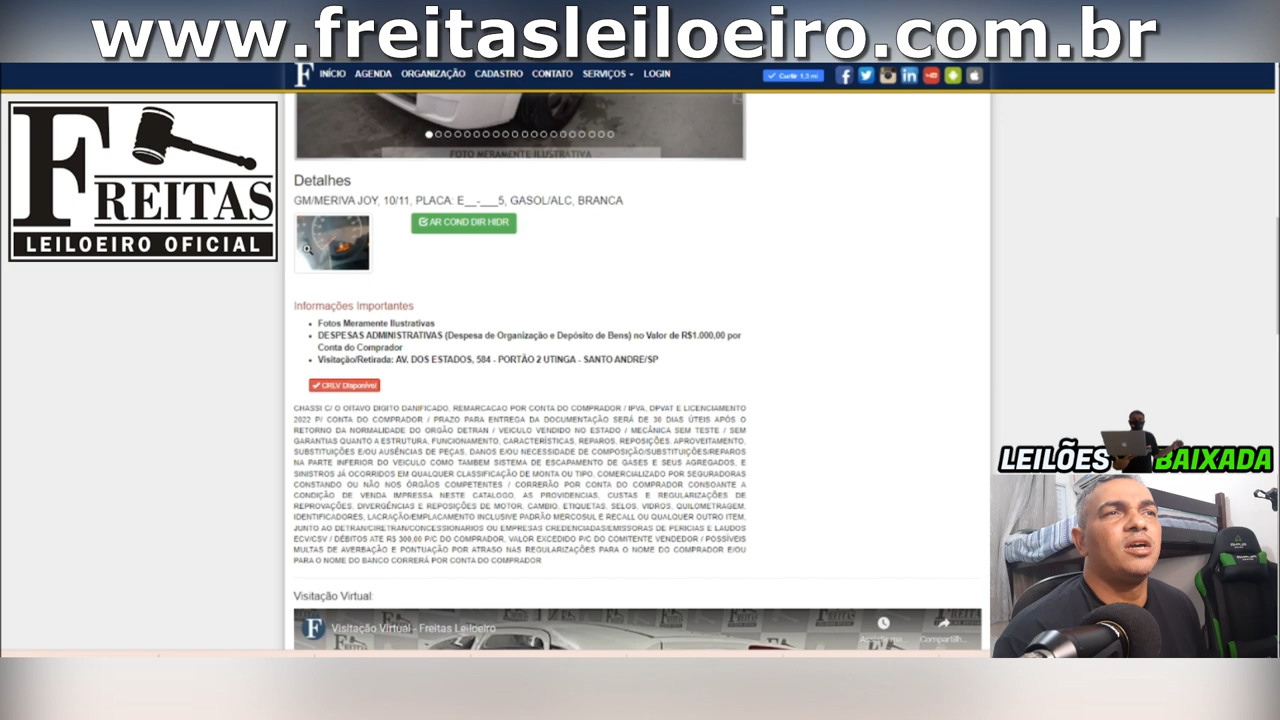 www.freitasleiloeiro.com.br
F INÍCIO AGENDA ORGANIZAÇÃO CADASTRO CONTATO SERVIÇOS LOGIN Curtir 1,3 mi
FREITAS
LEILOEIRO OFICIAL
FOTO MERAMENTE ILUSTRATIVA
Detalhes
GM/MERIVA JOY, 10/11, PLACA: E__-___5, GASOL/ALC, BRANCA
AR COND DIR HIDR
Informações Importantes
Fotos Meramente Ilustrativas
DESPESAS ADMINISTRATIVAS (Despesa de Organização e Depósito de Bens) no Valor de R$1.000,00 por
Conta do Comprador
Visitação/Retirada: AV, DOS ESTADOS, 584 - PORTÃO 2 UTINGA - SANTO ANDRE/SP
CRLV Disponível
CHASSI C/ O OITAVO DIGITO DANIFICADO, REMARCACAO POR CONTA DO COMPRADOR / IPVA, DPVAT E LICENCIAMENTO
2022 P/ CONTA DO COMPRADOR / PRAZO PARA ENTREGA DA DOCUMENTAÇÃO SERÁ DE 30 DIAS ÚTEIS APÓS O
RETORNO DA NORMALIDADE DO ORGÃO DETRAN / VEICULO VENDIDO NO ESTADO / MECÂNICA SEM TESTE / SEM
GARANTIAS QUANTO A ESTRUTURA, FUNCIONAMENTO, CARACTERÍSTICAS, REPAROS, REPOSIÇÕES, APROVEITAMENTO,
SUBSTITUIÇÕES E/OU AUSÊNCIAS DE PEÇAS, DANOS E/OU NECESSIDADE DE COMPOSIÇÃO/SUBSTITUIÇÕES/REPAROS
NA PARTE INFERIOR DO VEICULO COMO TAMBEM SISTEMA DE ESCAPAMENTO DE GASES E SEUS AGREGADOS, E
SINISTROS JÁ OCORRIDOS EM QUALQUER CLASSIFICAÇÃO DE MONTA OU TIPO, COMERCIALIZADO POR SEGURADORAS
CONSTANDO OU NÃO NOS ÓRGÃOS COMPETENTES / CORRERÃO POR CONTA DO COMPRADOR CONSOANTE A
CONDIÇÃO DE VENDA IMPRESSA NESTE CATALOGO, AS PROVIDENCIAS, CUSTAS E REGULARIZAÇÕES DE
REPROVAÇÕES, DIVERGÊNCIAS E REPOSIÇÕES DE MOTOR, CAMBIO, ETIQUETAS, SELOS, VIDROS, QUILOMETRAGEM,
IDENTIFICADORES, LACRAÇÃO/EMPLACAMENTO INCLUSIVE PADRÃO MERCOSUL E RECALL OU QUALQUER OUTRO ITEM,
JUNTO AO DETRAN/CIRETRAN/CONCESSIONARIOS OU EMPRESAS CREDENCIADAS/EMISSORAS DE PERICIAS E LAUDOS
ECV/CSV / DÉBITOS ATE R$ 300,00 P/C DO COMPRADOR, VALOR EXCEDIDO P/C DO COMITENTE VENDEDOR / POSSÍVEIS
MULTAS DE AVERBAÇÃO E PONTUAÇÃO POR ATRASO NAS REGULARIZAÇÕES PARA O NOME DO COMPRADOR E/OU
PARA O NOME DO BANCO CORRERÁ POR CONTA DO COMPRADOR
LEILÕES BAIXADA
Visitação Virtual:
F Visitação Virtual - Freitas Leiloeiro
Compartilh...